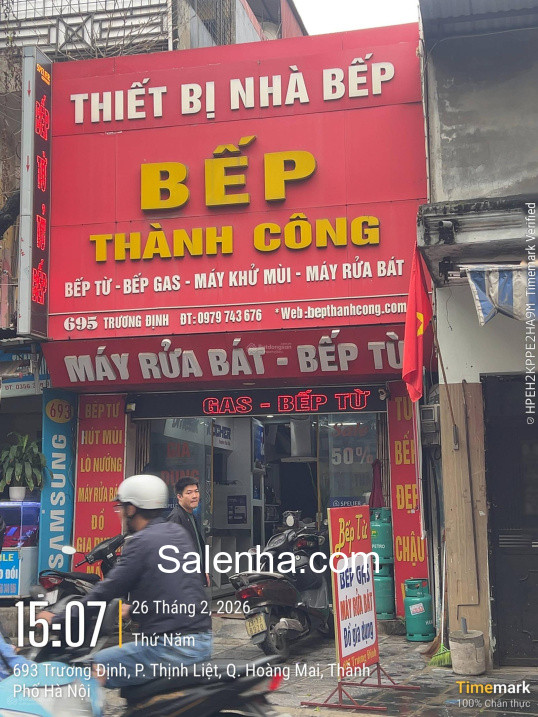 THIẾT BỊ NHÀ BẾP
BẾP
THÀNH CÔNG
BẾP TỪ - BẾP GAS - MÁY KHỬ MÙI - MÁY RỬA BÁT
695 TRƯƠNG ĐỊNH ĐT: 0979 743 676 * Web:bepthanhcong.com
MÁY RỬA BÁT - BẾP TỪ
GAS - BẾP TỪ
693
SAMSUNG
BẾP TỪ
HÚT MÙI
LÒ NƯỚNG
MÁY RỬA BÁT
ĐỒ
GIA
50%
SPELIER
TỦ
BẾP
ĐẸP
CHẬU
Bếp Từ
BẾP GAS
MÁY RỬA BÁT
Đồ gia dụng
Salenha.com
15:07
26 Tháng 2, 2026
Thứ Năm
693 Trương Định, P. Thịnh Liệt, Q. Hoàng Mai, Thành
Phố Hà Nội
Timemark
100% Chân thực
HPEH2KPPE2HA9M Timemark Verified